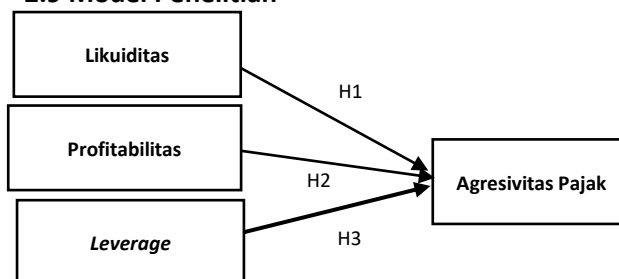 2.5 Model Penelitian
Likuiditas
H1
Profitabilitas
Agresivitas Pajak
H2
Leverage
H3